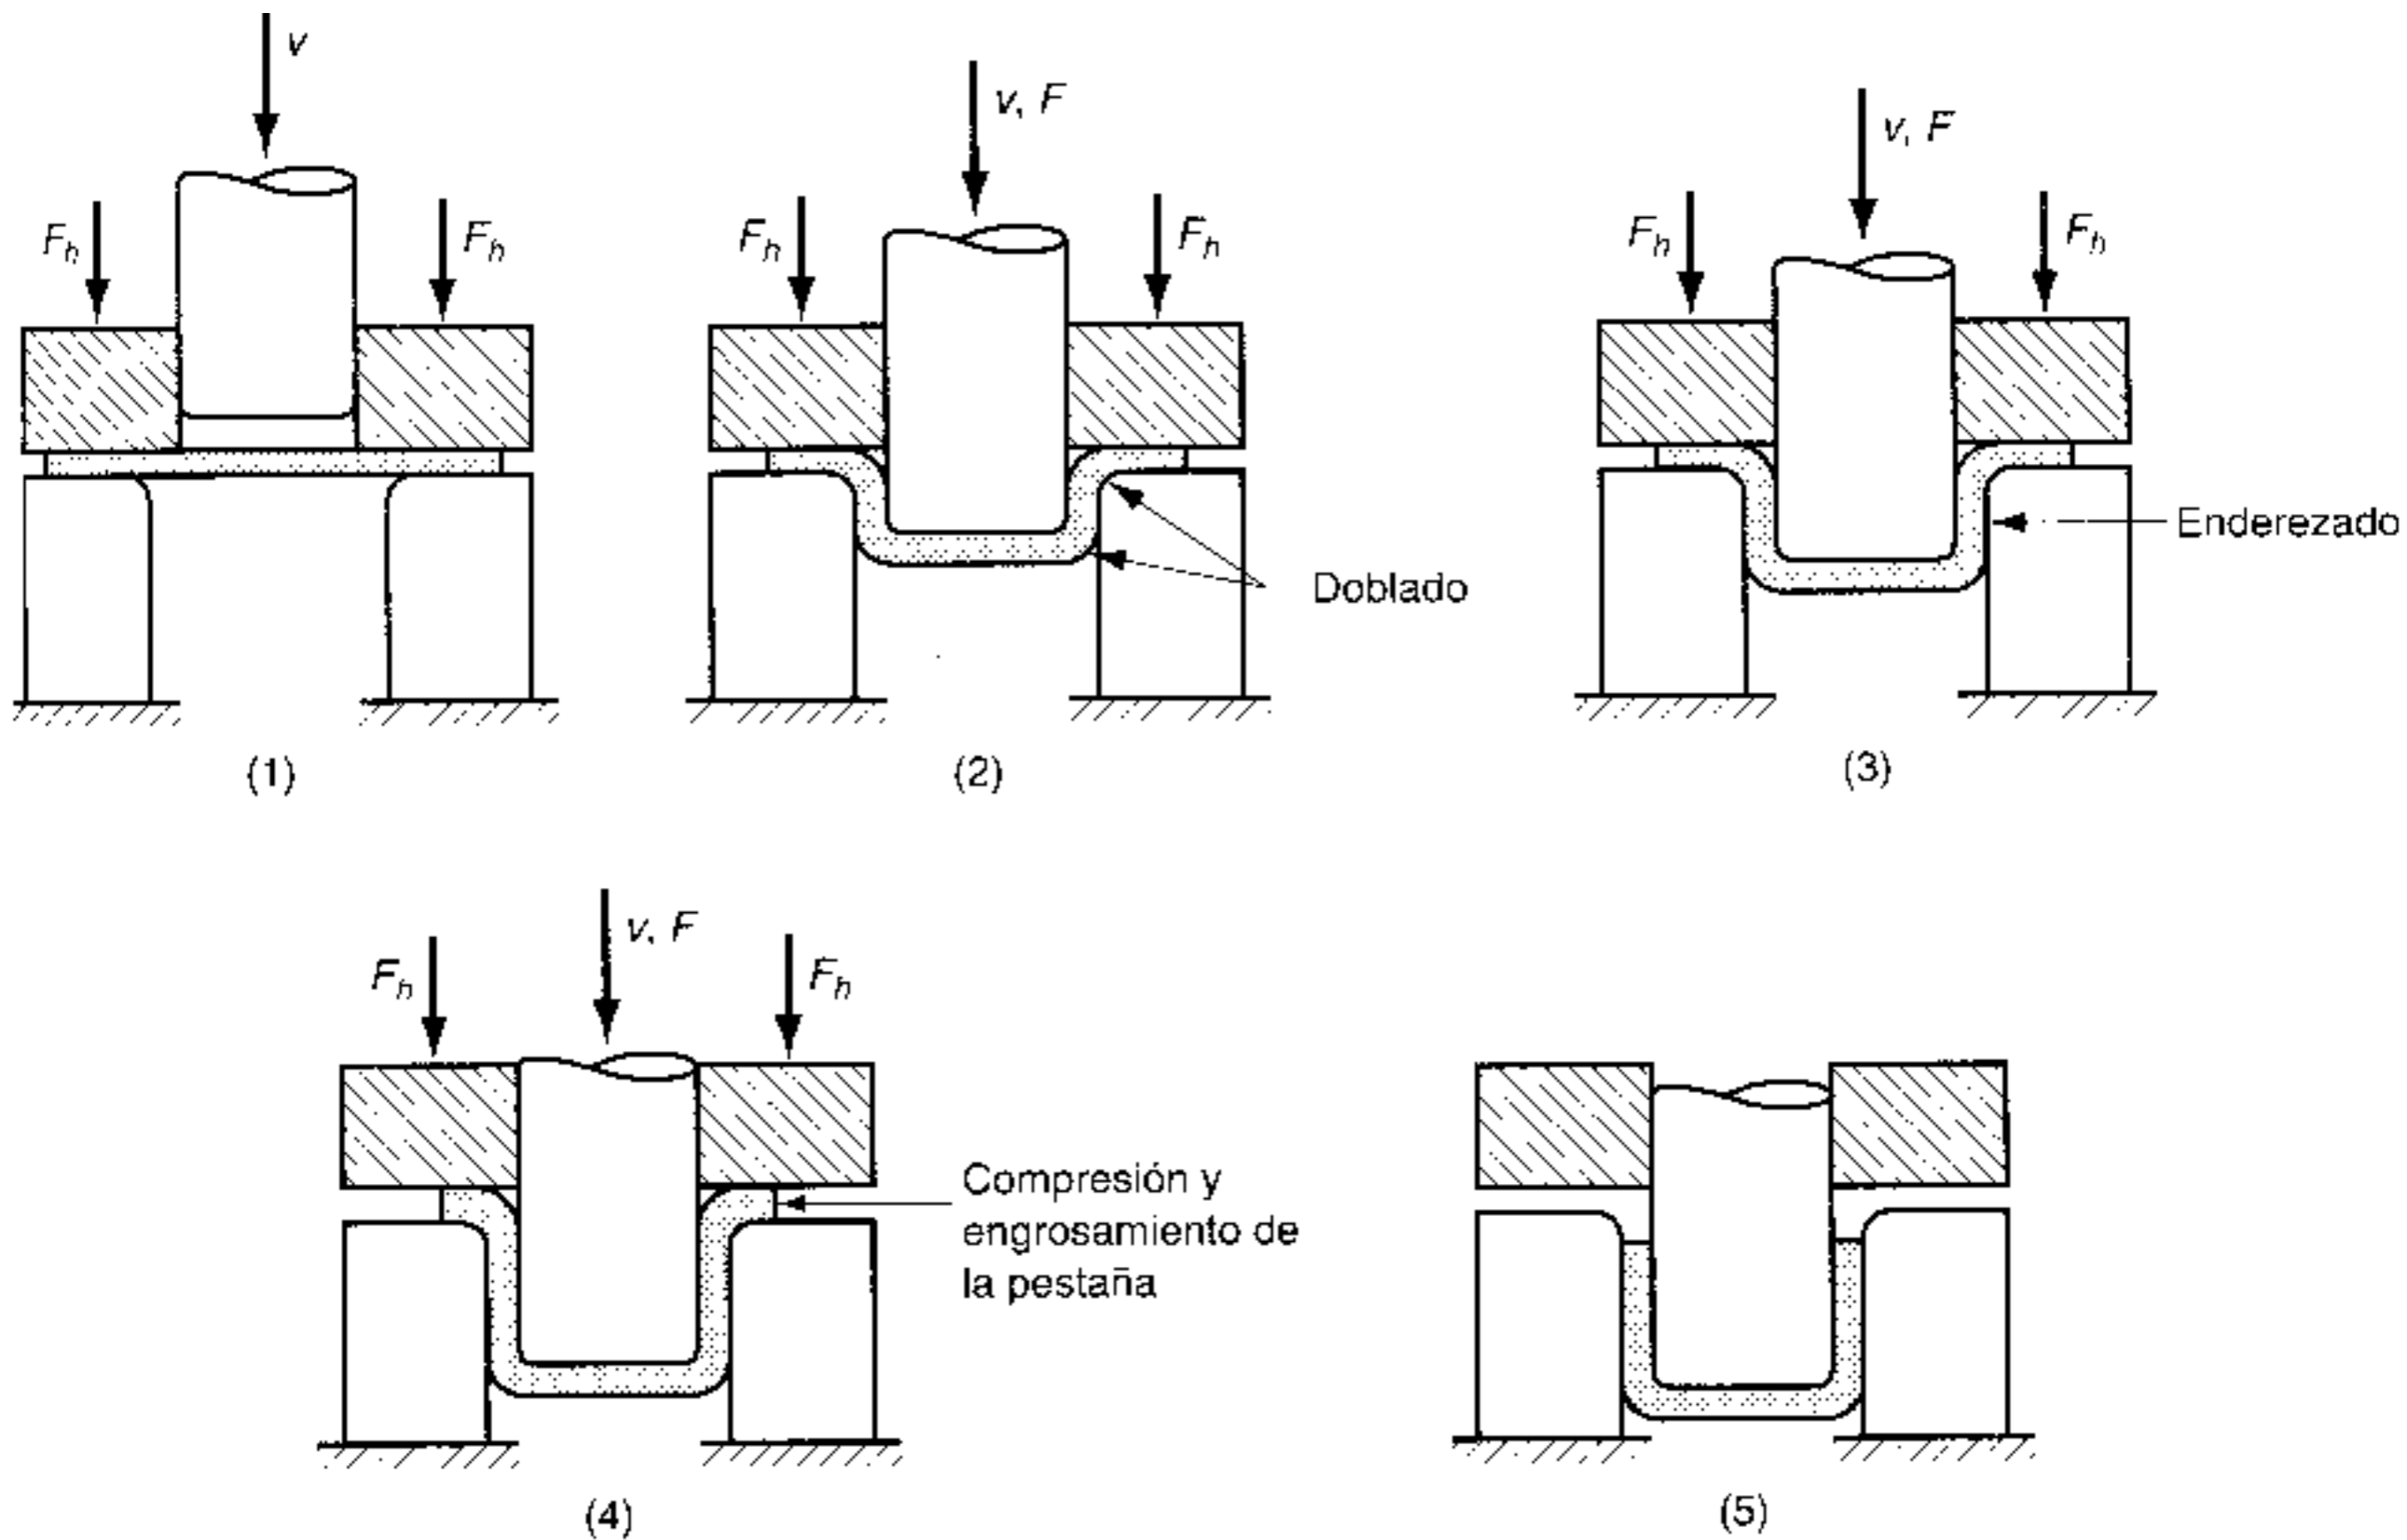 v
F_h
F_h
(1)
v, F
F_h
F_h
Doblado
(2)
v, F
F_h
F_h
Enderezado
(3)
v, F
F_h
F_h
Compresión y
engrosamiento de
la pestaña
(4)
(5)